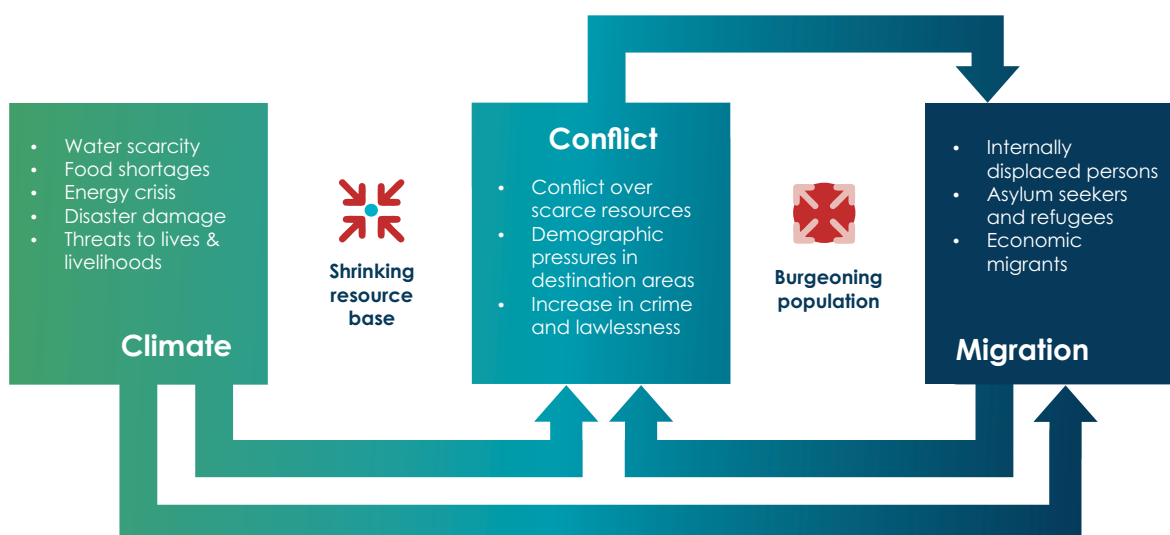 • Water scarcity
• Food shortages
• Energy crisis
• Disaster damage
• Threats to lives &
livelihoods
Climate
Shrinking
resource
base
Conflict
• Conflict over
scarce resources
• Demographic
pressures in
destination areas
• Increase in crime
and lawlessness
Burgeoning
population
• Internally
displaced persons
• Asylum seekers
and refugees
• Economic
migrants
Migration